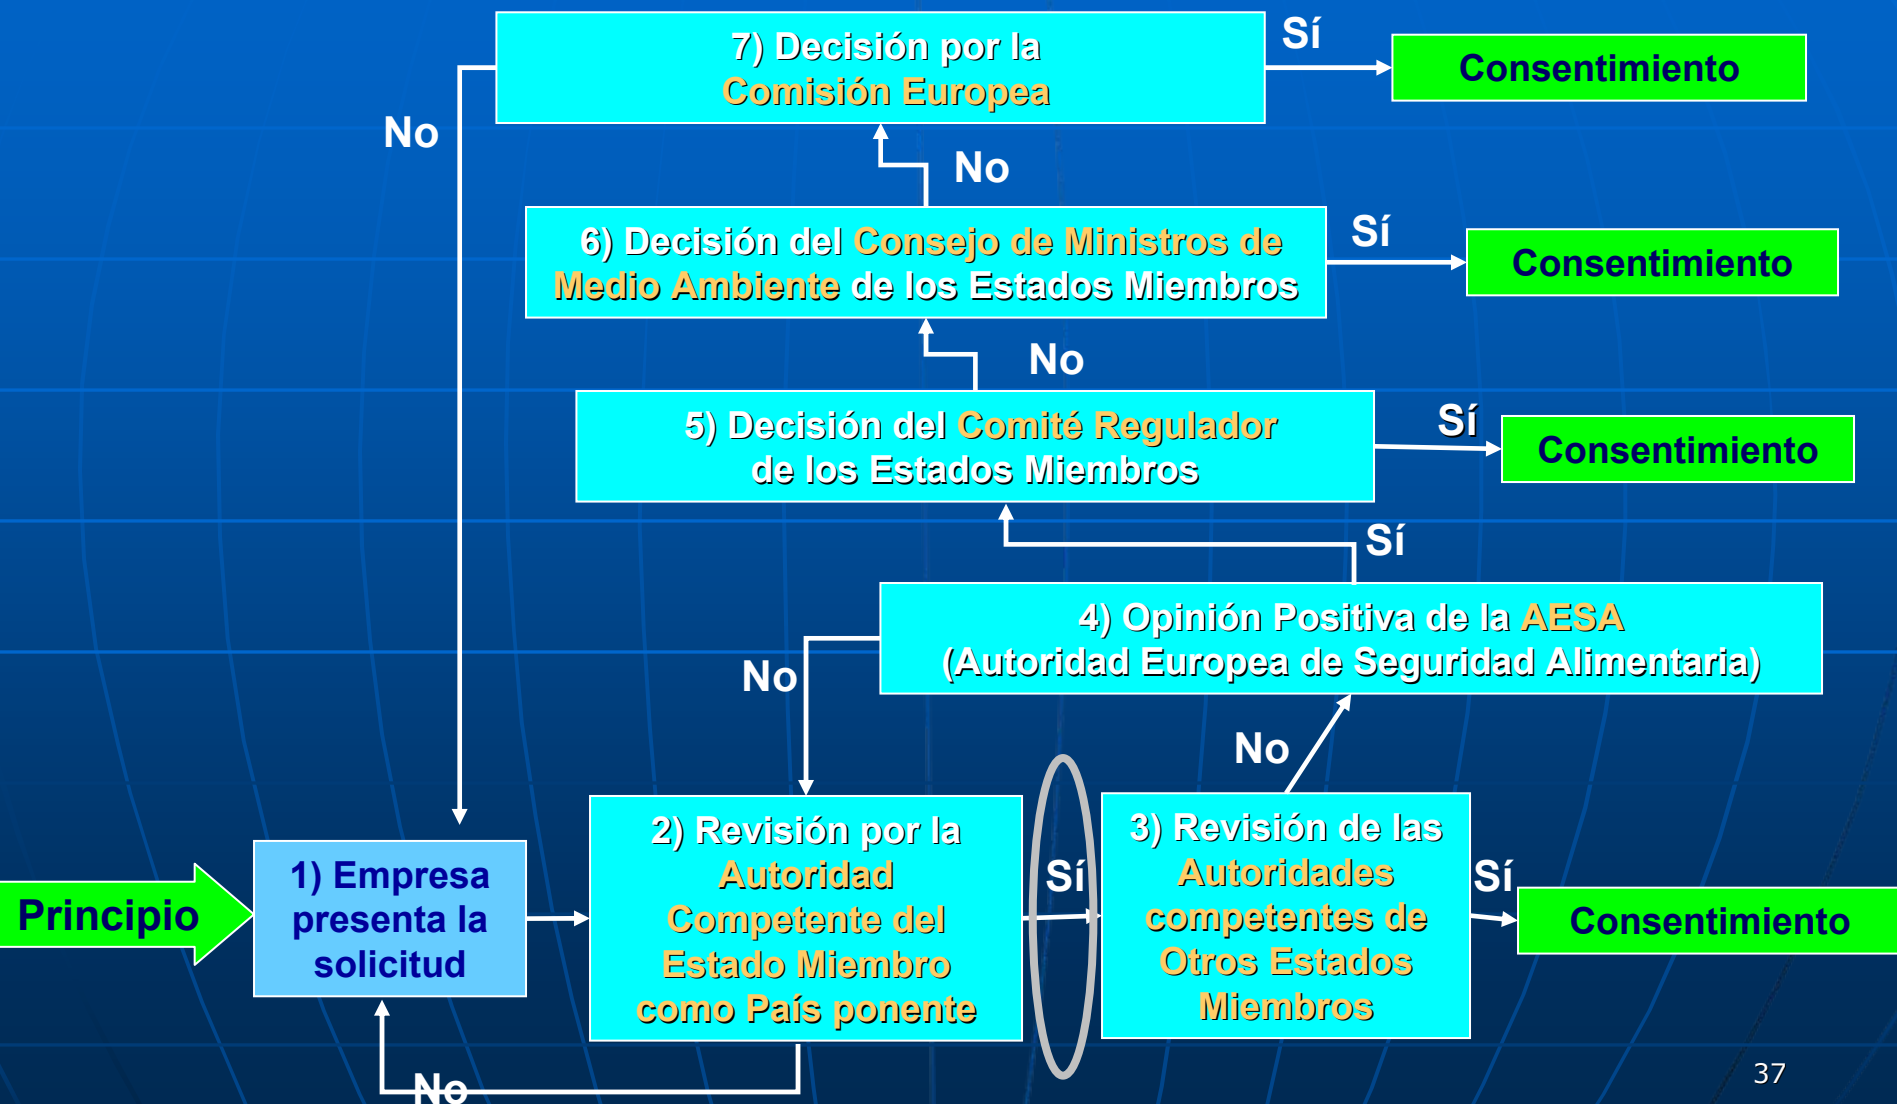 7) Decisión por la
Comisión Europea
Sí
Consentimiento
No
No
6) Decisión del Consejo de Ministros de
Medio Ambiente de los Estados Miembros
Sí
Consentimiento
No
5) Decisión del Comité Regulador
de los Estados Miembros
Sí
Consentimiento
Sí
4) Opinión Positiva de la AESA
(Autoridad Europea de Seguridad Alimentaria)
No
No
Principio
1) Empresa
presenta la
solicitud
2) Revisión por la
Autoridad
Competente del
Estado Miembro
como País ponente
Sí
3) Revisión de las
Autoridades
competentes de
Otros Estados
Miembros
Sí
Consentimiento
No
37